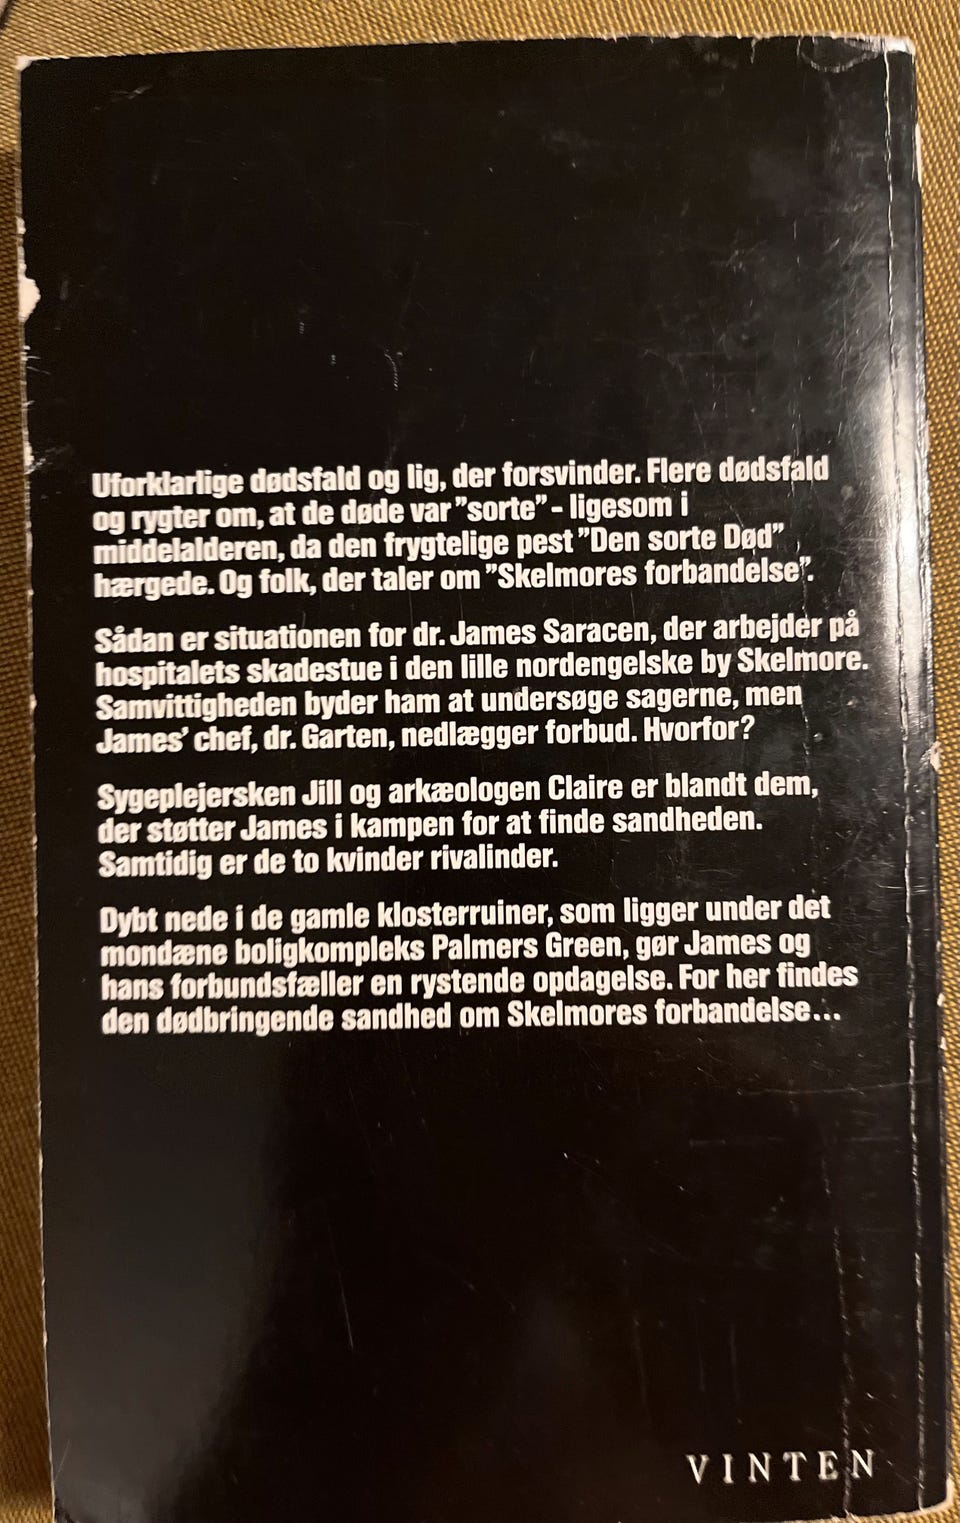 Uforklarlige dødsfald og lig, der forsvinder. Flere dødsfald
og rygter om, at de døde var "sorte" - ligesom i
middelalderen, da den frygtelige pest "Den sorte Død"
hærgede. Og folk, der taler om "Skelmores forbandelse".
Sådan er situationen for dr. James Saracen, der arbejder på
hospitalets skadestue i den lille nordengelske by Skelmore.
Samvittigheden byder ham at undersøge sagerne, men
James' chef, dr. Garten, nedlægger forbud. Hvorfor?
Sygeplejersken Jill og arkæologen Claire er blandt dem,
der støtter James i kampen for at finde sandheden.
Samtidig er de to kvinder rivalinder.
Dybt nede i de gamle klosterruiner, som ligger under det
mondæne boligkompleks Palmers Green, gør James og
hans forbundsfæller en rystende opdagelse. For her findes
den dødbringende sandhed om Skelmores forbandelse...
VINTEN